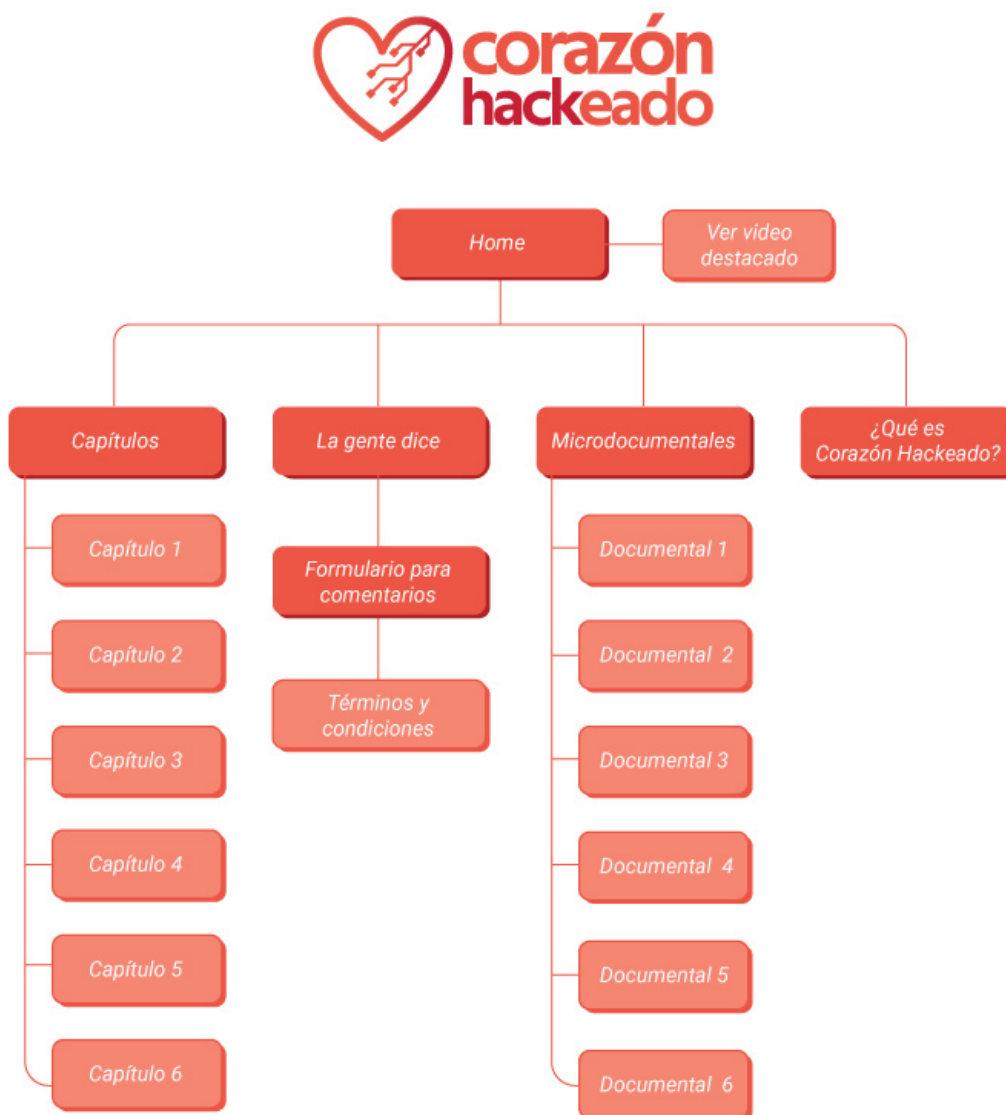 corazón
hackeado
Home
Ver video
destacado
Capítulos
La gente dice
Microdocumentales
¿Qué es
Corazón Hackeado?
Capítulo 1
Capítulo 2
Capítulo 3
Capítulo 4
Capítulo 5
Capítulo 6
Formulario para
comentarios
Términos y
condiciones
Documental 1
Documental 2
Documental 3
Documental 4
Documental 5
Documental 6